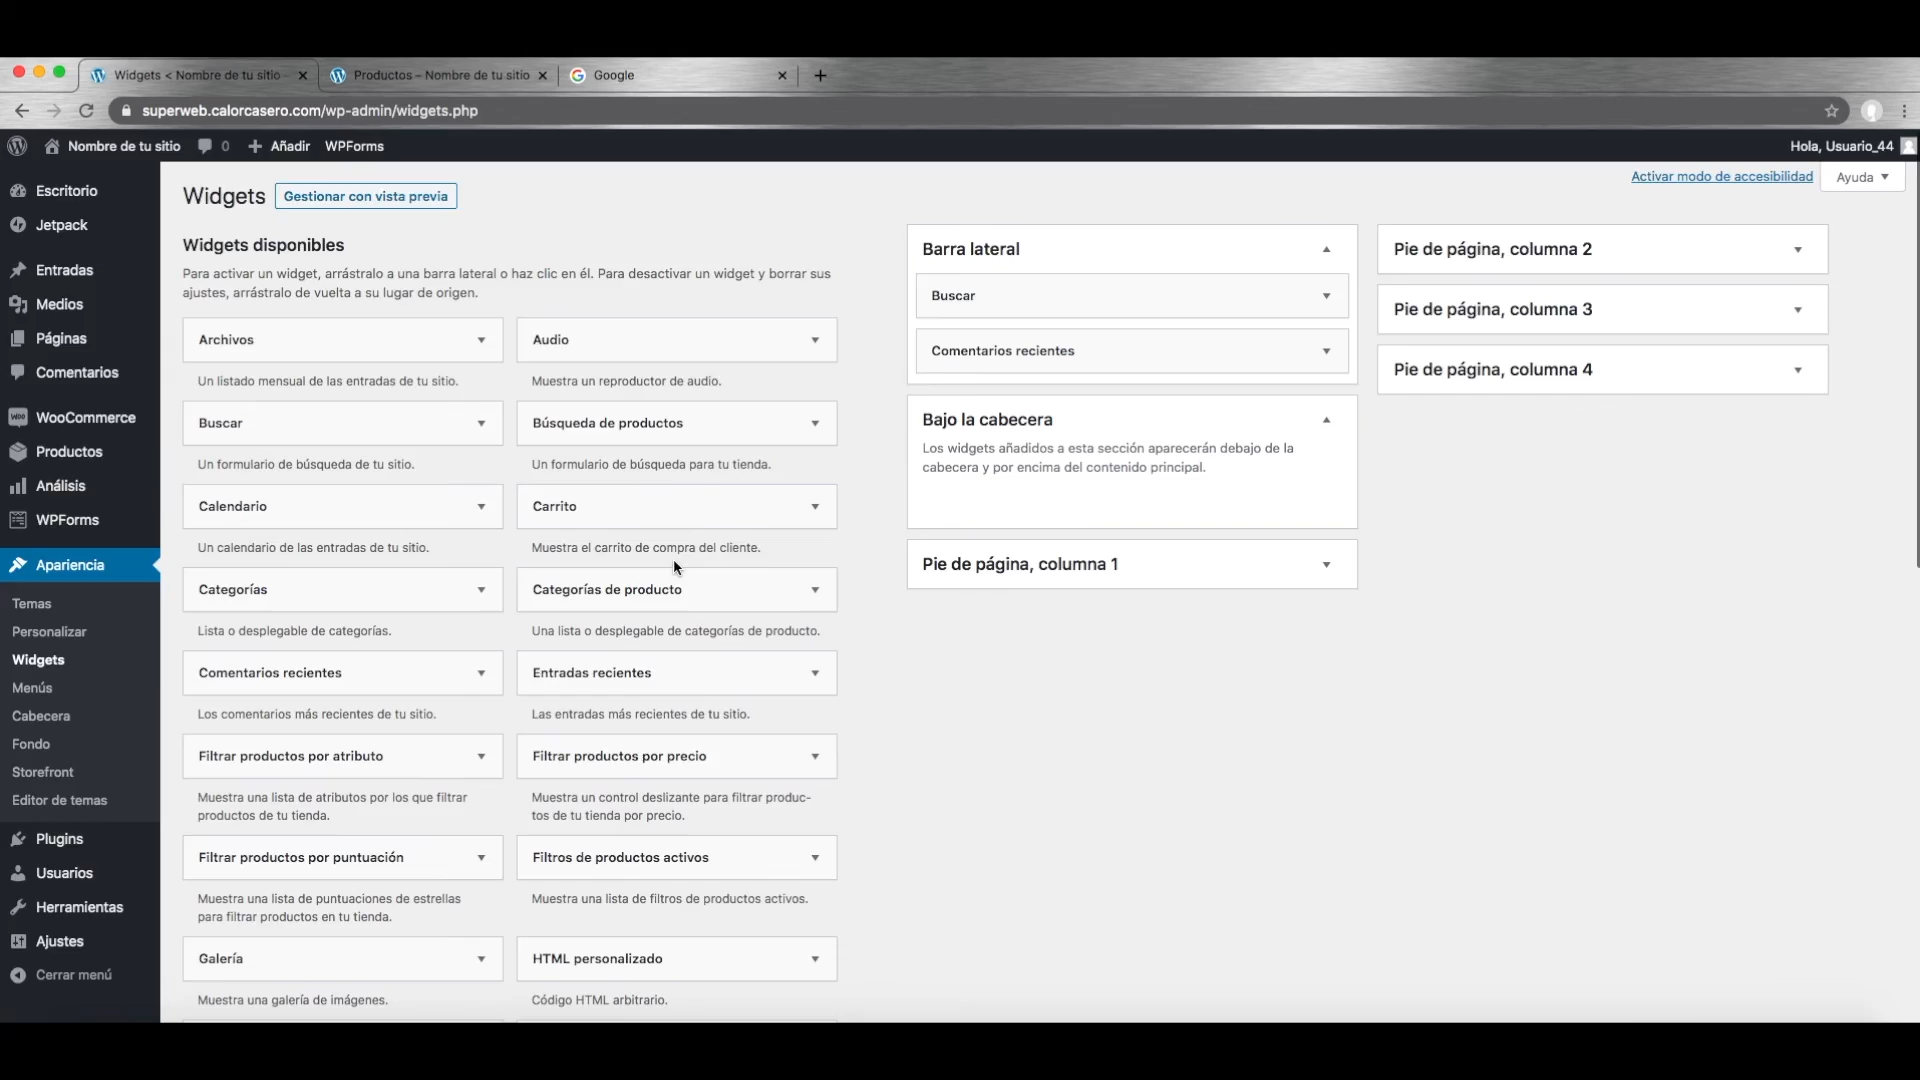 Widgets < Nombre de tu sitio
Productos – Nombre de tu sitio
Google
superweb.calorcasero.com/wp-admin/widgets.php
Nombre de tu sitio
0
Añadir
WPForms
Hola, Usuario_44
Escritorio
Jetpack
Entradas
Medios
Páginas
Comentarios
WooCommerce
Productos
Análisis
WPForms
Apariencia
Temas
Personalizar
Widgets
Menús
Cabecera
Fondo
Storefront
Editor de temas
Plugins
Usuarios
Herramientas
Ajustes
Cerrar menú
Widgets
Gestionar con vista previa
Activar modo de accesibilidad
Ayuda
Widgets disponibles
Para activar un widget, arrástralo a una barra lateral o haz clic en él. Para desactivar un widget y borrar sus
ajustes, arrástralo de vuelta a su lugar de origen.
Archivos
Un listado mensual de las entradas de tu sitio.
Audio
Muestra un reproductor de audio.
Buscar
Un formulario de búsqueda de tu sitio.
Búsqueda de productos
Un formulario de búsqueda para tu tienda.
Calendario
Un calendario de las entradas de tu sitio.
Carrito
Muestra el carrito de compra del cliente.
Categorías
Lista o desplegable de categorías.
Categorías de producto
Una lista o desplegable de categorías de producto.
Comentarios recientes
Los comentarios más recientes de tu sitio.
Entradas recientes
Las entradas más recientes de tu sitio.
Filtrar productos por atributo
Muestra una lista de atributos por los que filtrar
productos de tu tienda.
Filtrar productos por precio
Muestra un control deslizante para filtrar produc-
tos de tu tienda por precio.
Filtrar productos por puntuación
Muestra una lista de puntuaciones de estrellas
para filtrar productos en tu tienda.
Filtros de productos activos
Muestra una lista de filtros de productos activos.
Galería
Muestra una galería de imágenes.
HTML personalizado
Código HTML arbitrario.
Barra lateral
Buscar
Comentarios recientes
Bajo la cabecera
Los widgets añadidos a esta sección aparecerán debajo de la
cabecera y por encima del contenido principal.
Pie de página, columna 1
Pie de página, columna 2
Pie de página, columna 3
Pie de página, columna 4